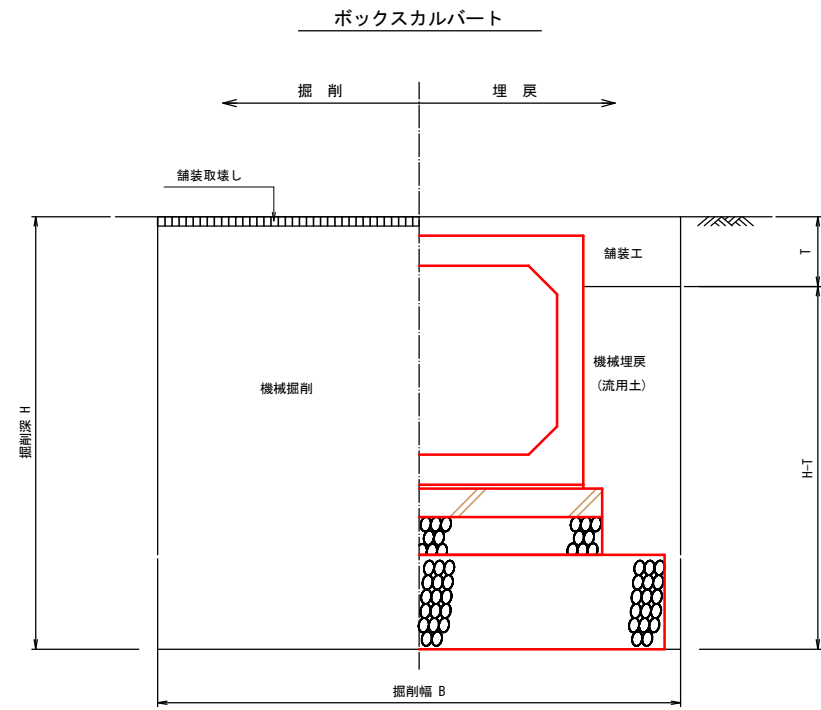 ボックスカルバート
掘 削
埋 戻
舗装取壊し
舗装工
T
機械埋戻
(流用土)
機械掘削
掘削深 H
H-T
掘削幅 B